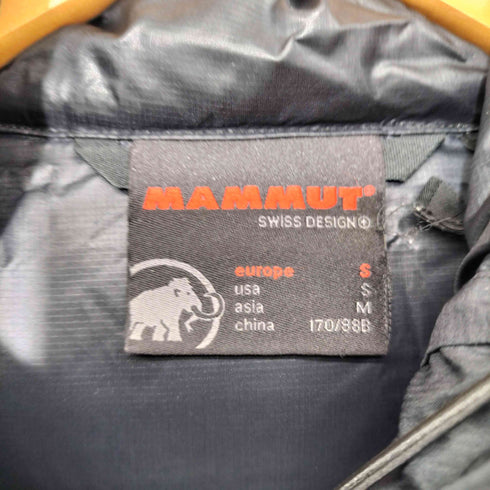 MAMMUT®
SWISS DESIGN
europe S
usa S
asia M
china 170/88B